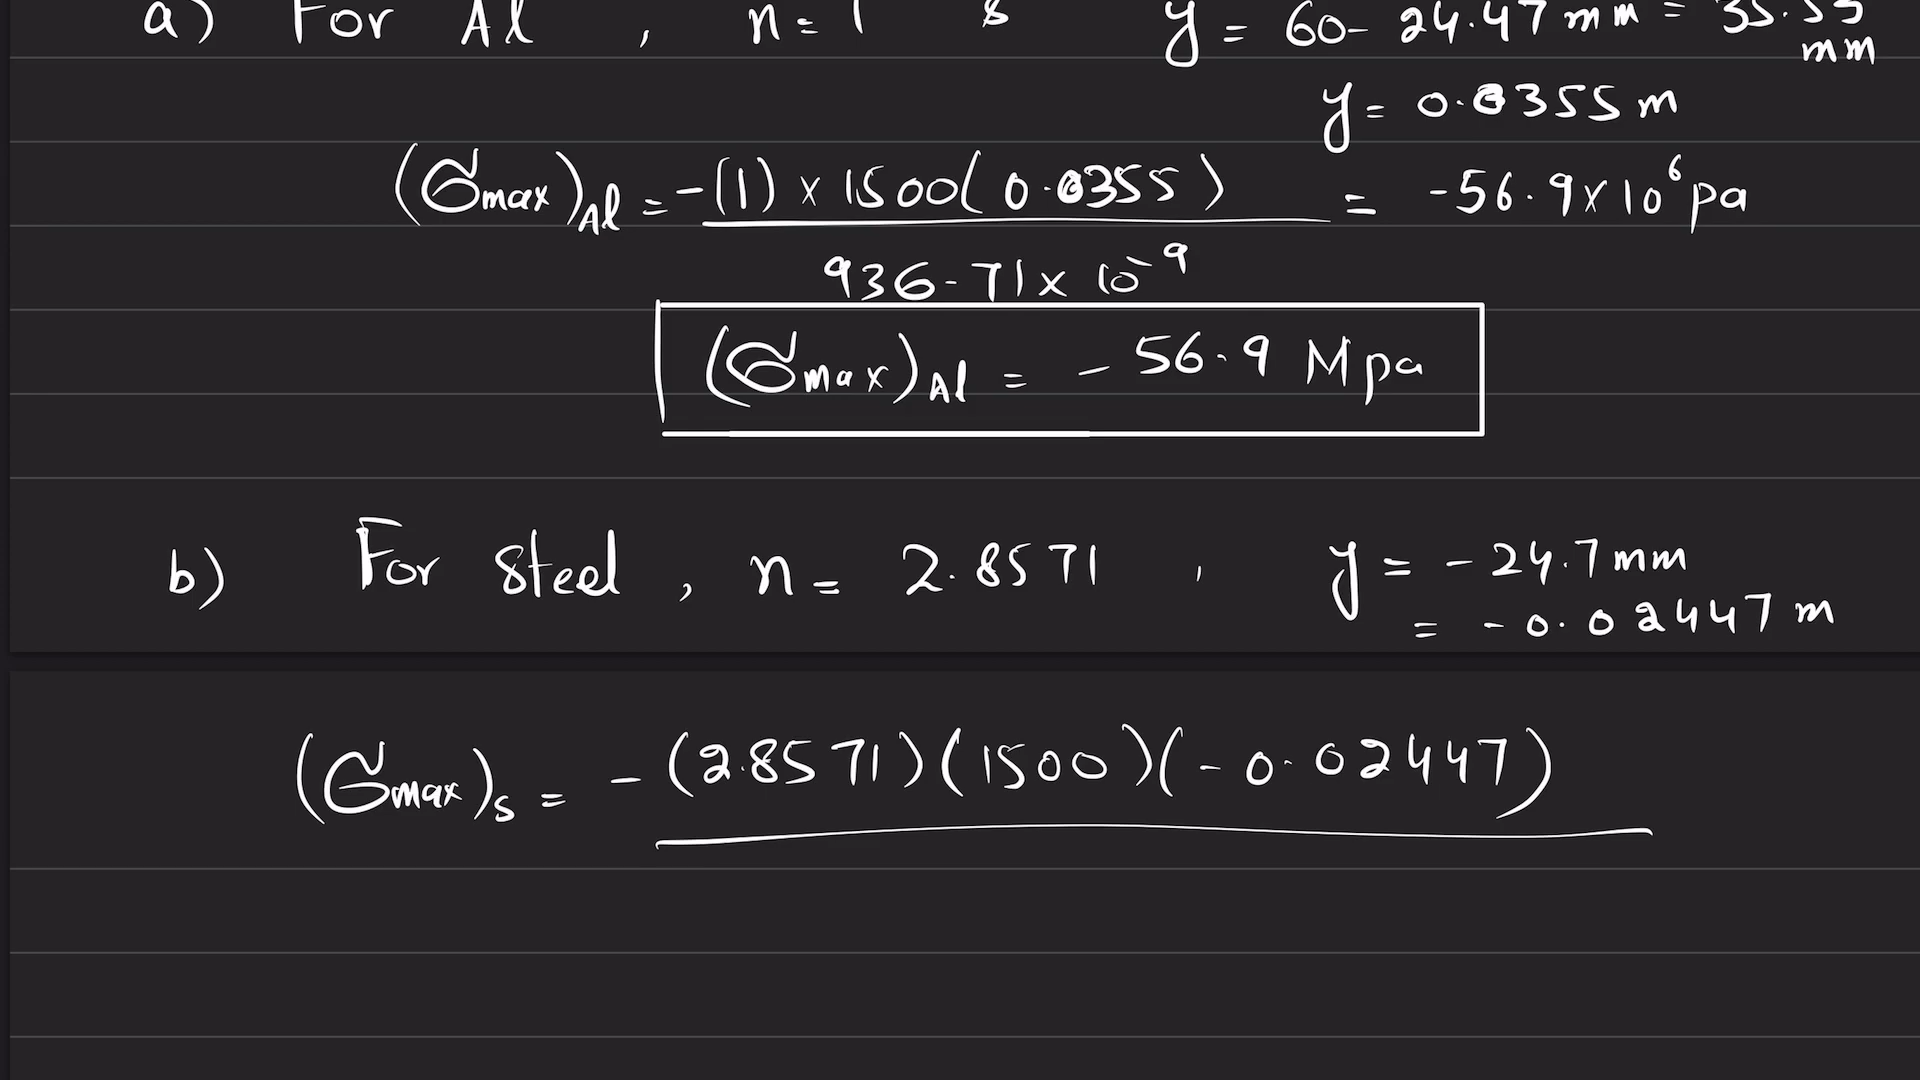 a) For Al , n = 1 & y = 60 - 24.47 mm = 35.53 mm
y = 0.0355 m
(σmax)Al = -(1) x 1500(0.0355) / 936.71 x 10^-9 = -56.9 x 10^6 pa
(σmax)Al = - 56.9 Mpa
b) For steel , n = 2.8571 , y = - 24.7 mm
= - 0.02447 m
(σmax)s = - (2.8571)(1500)(-0.02447)